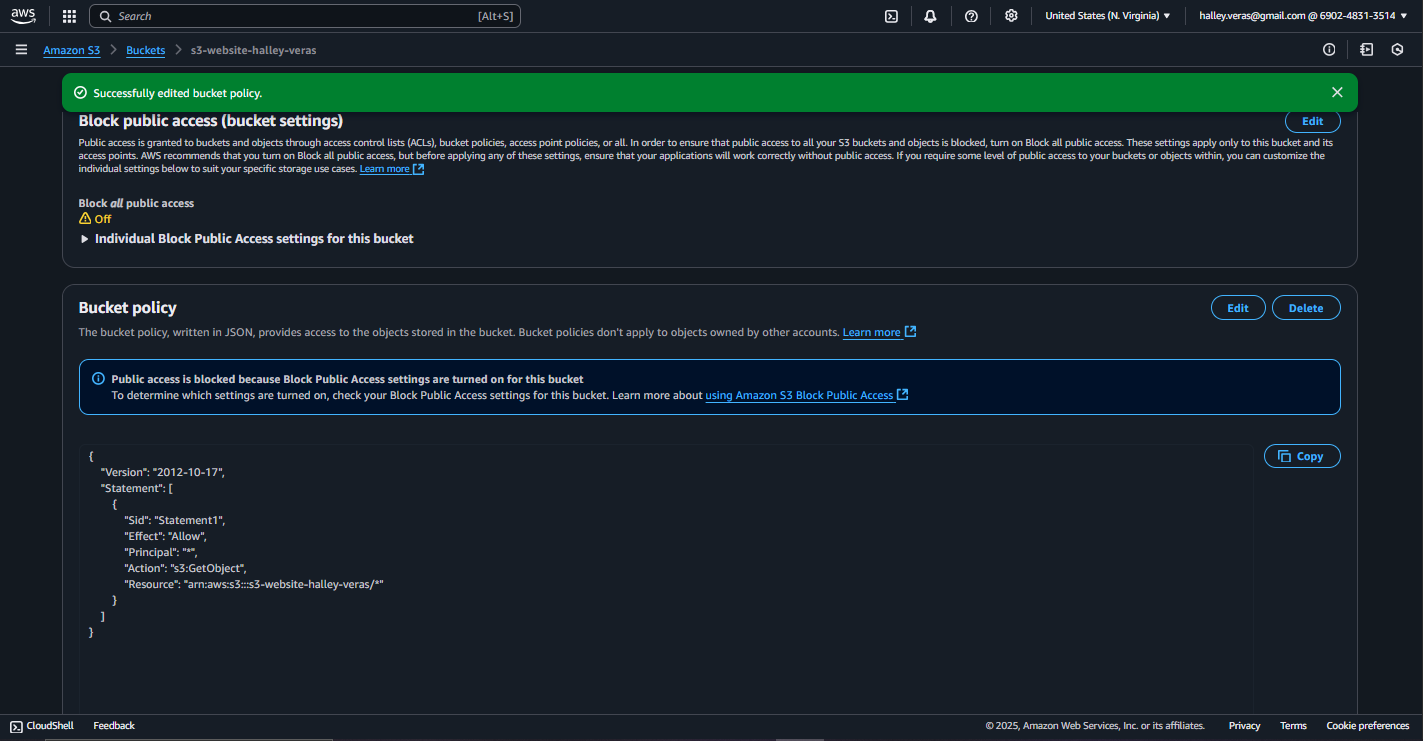 aws
Search [Alt+S]
United States (N. Virginia)
halley.veras@gmail.com @ 6902-4831-3514
Amazon S3 > Buckets > s3-website-halley-veras
Successfully edited bucket policy.
Block public access (bucket settings)
Edit
Public access is granted to buckets and objects through access control lists (ACLs), bucket policies, access point policies, or all. In order to ensure that public access to all your S3 buckets and objects is blocked, turn on Block all public access. These settings apply only to this bucket and its
access points. AWS recommends that you turn on Block all public access, but before applying any of these settings, ensure that your applications will work correctly without public access. If you require some level of public access to your buckets or objects within, you can customize the
individual settings below to suit your specific storage use cases. Learn more
Block all public access
Off
Individual Block Public Access settings for this bucket
Bucket policy
Edit
Delete
The bucket policy, written in JSON, provides access to the objects stored in the bucket. Bucket policies don't apply to objects owned by other accounts. Learn more
Public access is blocked because Block Public Access settings are turned on for this bucket
To determine which settings are turned on, check your Block Public Access settings for this bucket. Learn more about using Amazon S3 Block Public Access
Copy
{
"Version": "2012-10-17",
"Statement": [
{
"Sid": "Statement1",
"Effect": "Allow",
"Principal": "*",
"Action": "s3:GetObject",
"Resource": "arn:aws:s3:::s3-website-halley-veras/*"
}
]
}
CloudShell
Feedback
© 2025, Amazon Web Services, Inc. or its affiliates.
Privacy
Terms
Cookie preferences